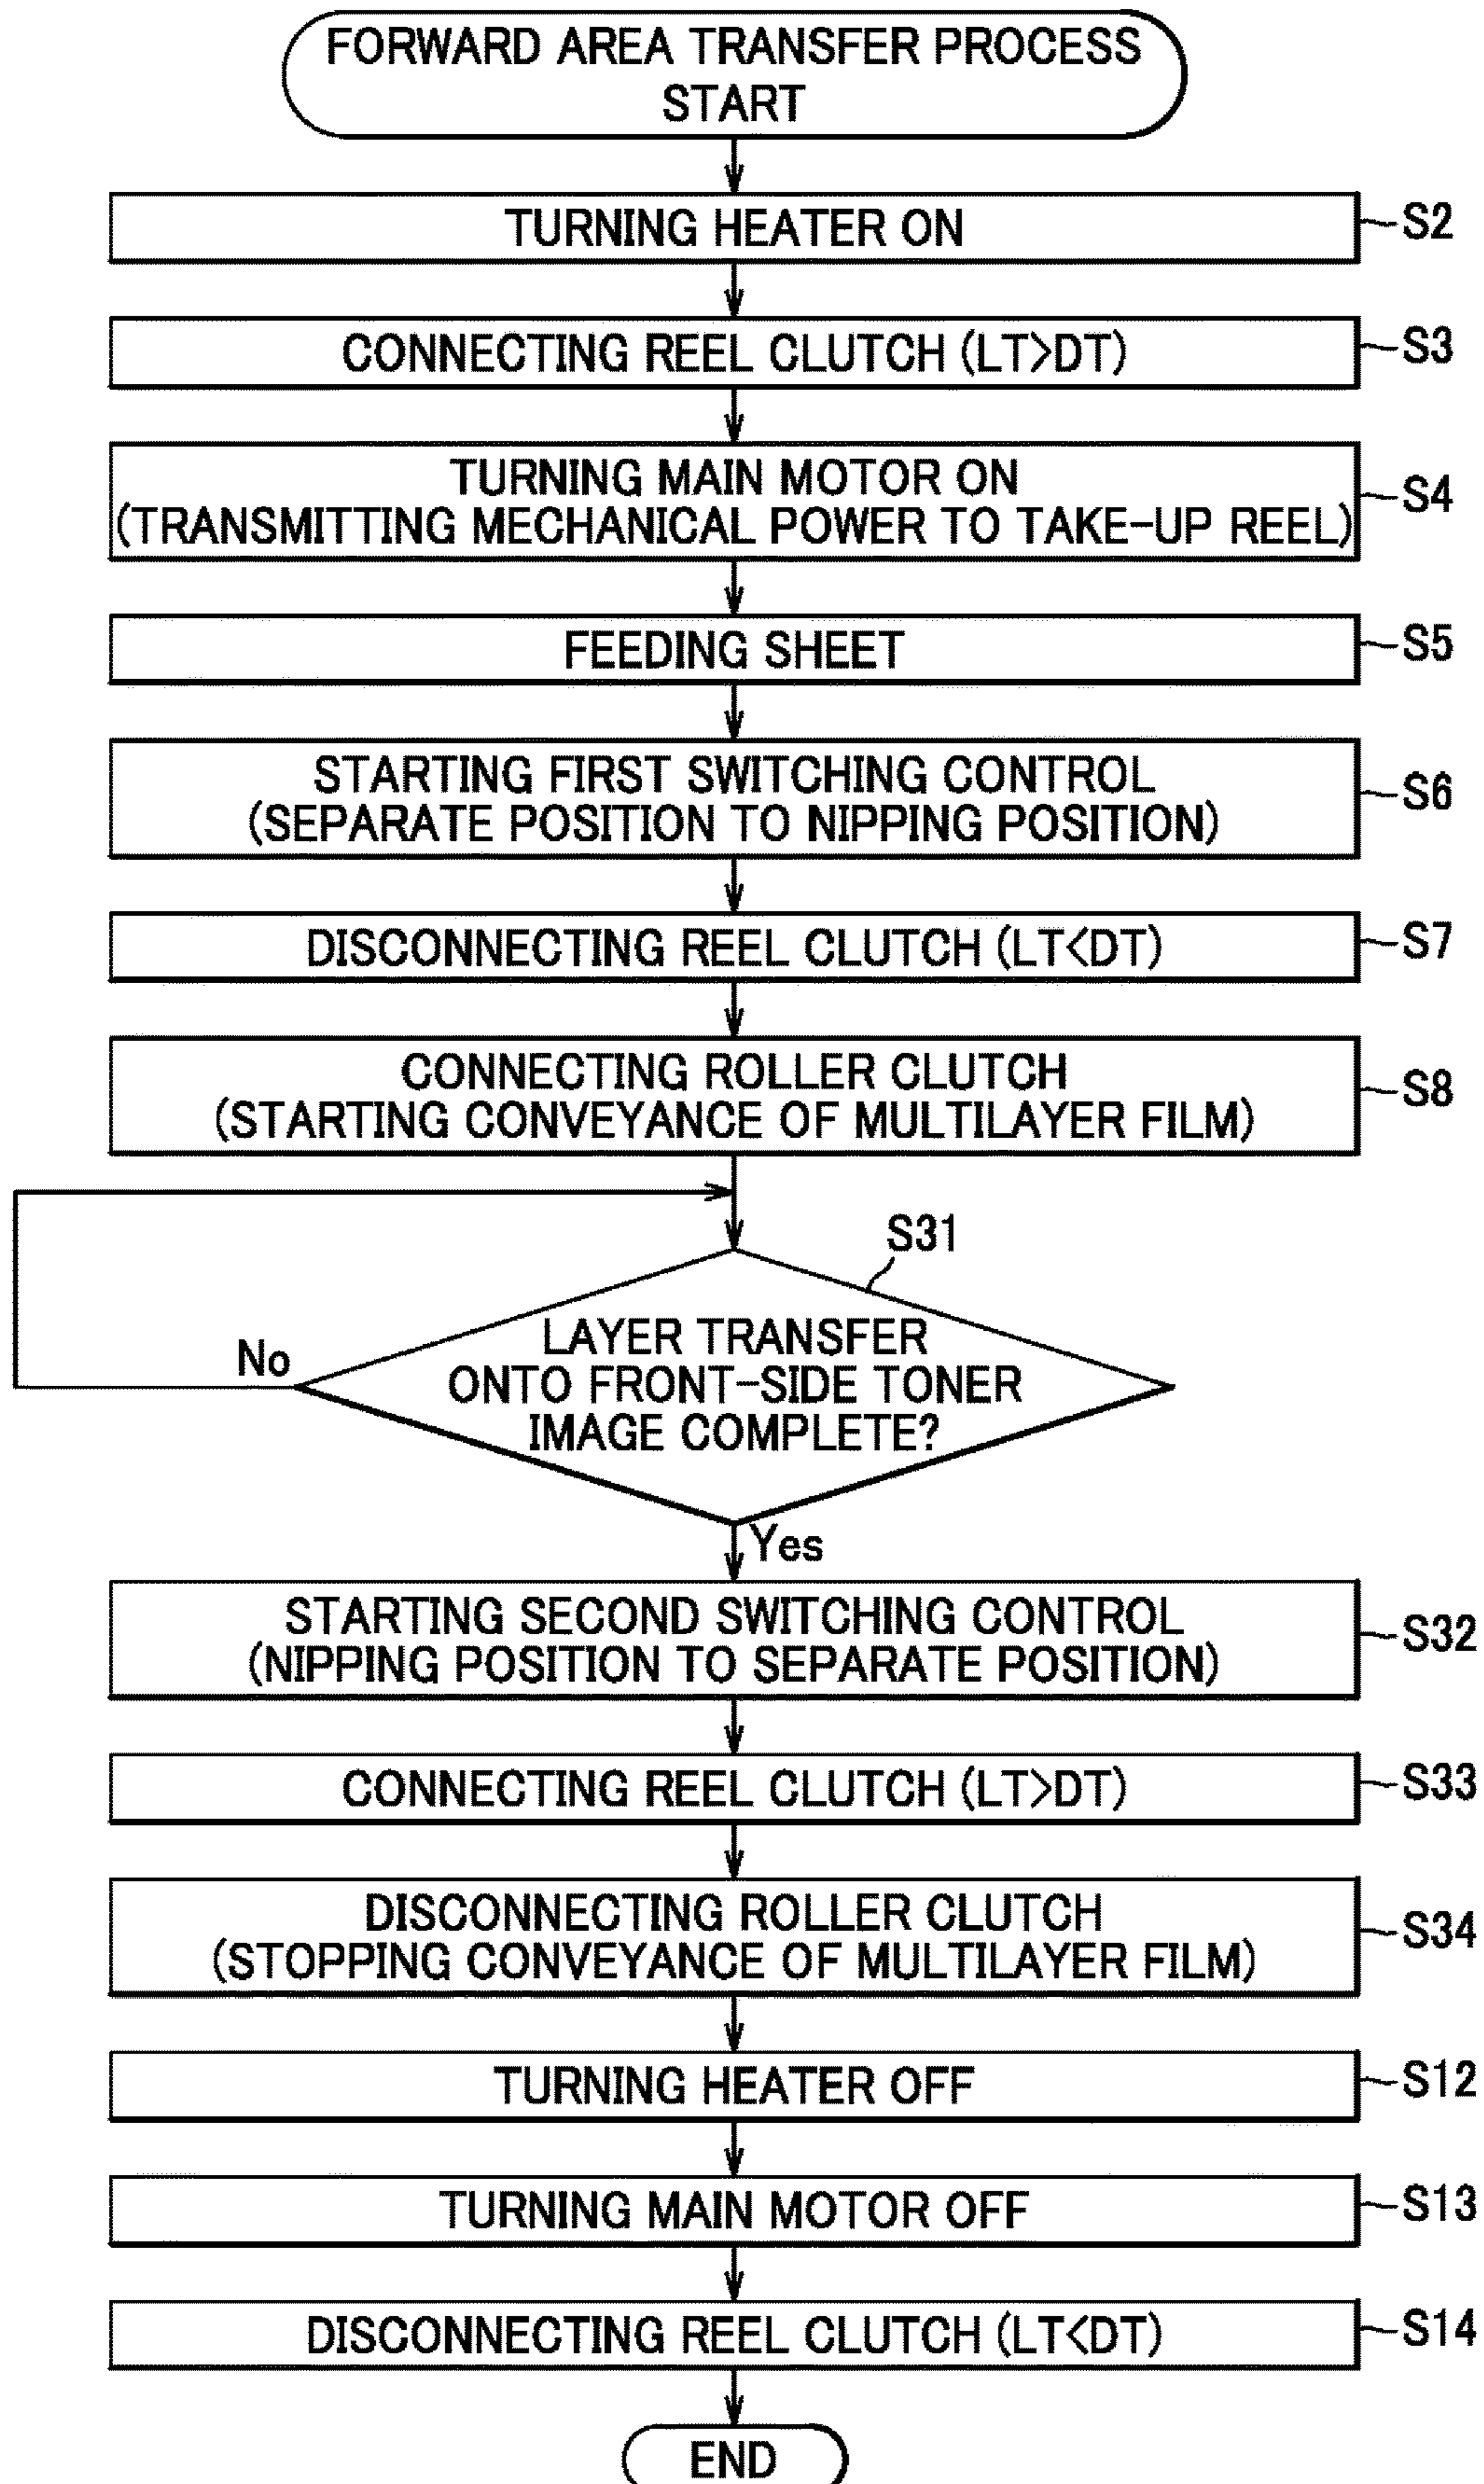 FORWARD AREA TRANSFER PROCESS
START
TURNING HEATER ON
S2
CONNECTING REEL CLUTCH (LT>DT)
S3
TURNING MAIN MOTOR ON
(TRANSMITTING MECHANICAL POWER TO TAKE-UP REEL)
S4
FEEDING SHEET
S5
STARTING FIRST SWITCHING CONTROL
(SEPARATE POSITION TO NIPPING POSITION)
S6
DISCONNECTING REEL CLUTCH (LT<DT)
S7
CONNECTING ROLLER CLUTCH
(STARTING CONVEYANCE OF MULTILAYER FILM)
S8
S31
LAYER TRANSFER
ONTO FRONT-SIDE TONER
IMAGE COMPLETE?
No
Yes
STARTING SECOND SWITCHING CONTROL
(NIPPING POSITION TO SEPARATE POSITION)
S32
CONNECTING REEL CLUTCH (LT>DT)
S33
DISCONNECTING ROLLER CLUTCH
(STOPPING CONVEYANCE OF MULTILAYER FILM)
S34
TURNING HEATER OFF
S12
TURNING MAIN MOTOR OFF
S13
DISCONNECTING REEL CLUTCH (LT<DT)
S14
END